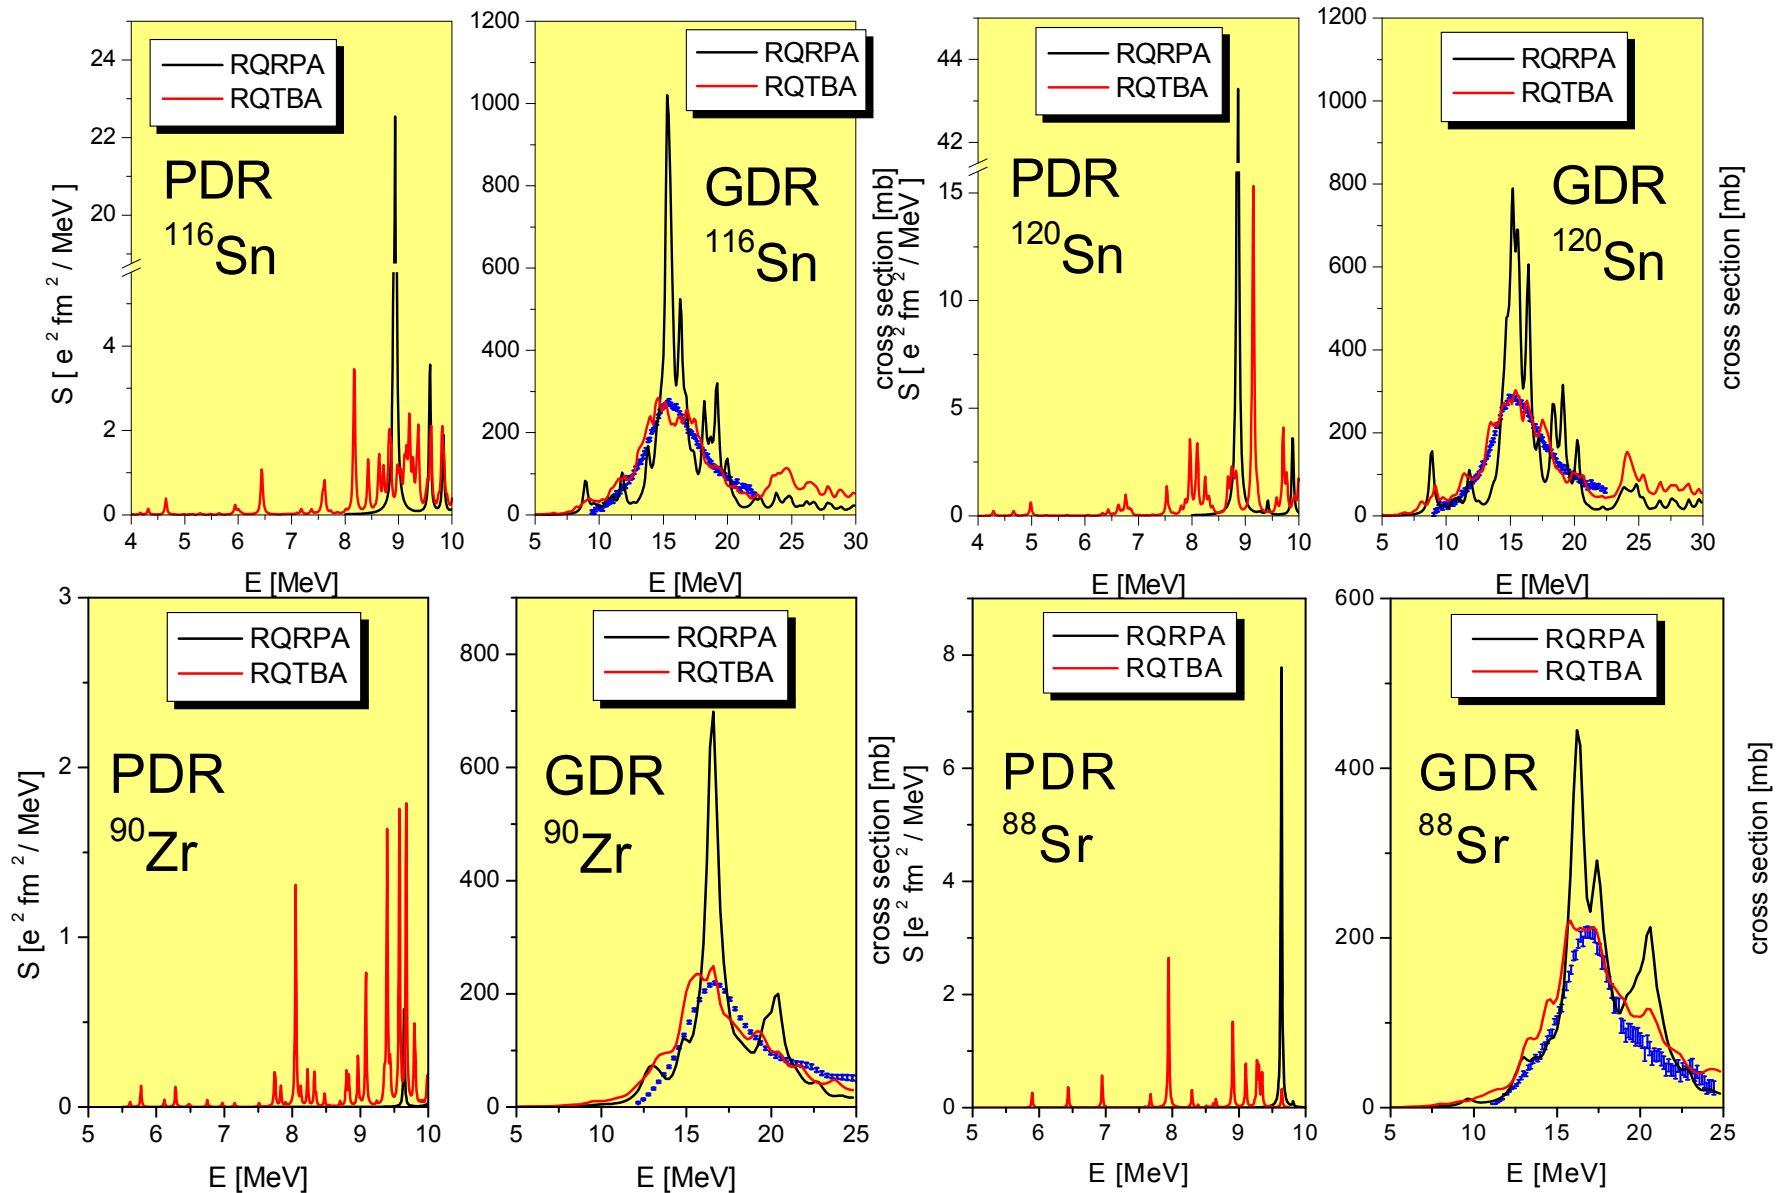 RQRPA
RQTBA
PDR
116Sn
S [ e 2 fm 2 / MeV ]
24
22
20
4
2
0
4 5 6 7 8 9 10
E [MeV]
RQRPA
RQTBA
GDR
116Sn
cross section [mb]
1200
1000
800
600
400
200
0
5 10 15 20 25 30
E [MeV]
RQRPA
RQTBA
PDR
120Sn
S [ e 2 fm 2 / MeV ]
44
42
15
10
5
0
4 5 6 7 8 9 10
E [MeV]
RQRPA
RQTBA
GDR
120Sn
cross section [mb]
1200
1000
800
600
400
200
0
5 10 15 20 25 30
E [MeV]
RQRPA
RQTBA
PDR
90Zr
S [e 2 fm 2 / MeV]
3
2
1
0
5 6 7 8 9 10
E [MeV]
RQRPA
RQTBA
GDR
90Zr
cross section [mb]
800
600
400
200
0
5 10 15 20 25
E [MeV]
RQRPA
RQTBA
PDR
88Sr
S [e 2 fm 2 / MeV]
8
6
4
2
0
5 6 7 8 9 10
E [MeV]
RQRPA
RQTBA
GDR
88Sr
cross section [mb]
600
400
200
0
5 10 15 20 25
E [MeV]